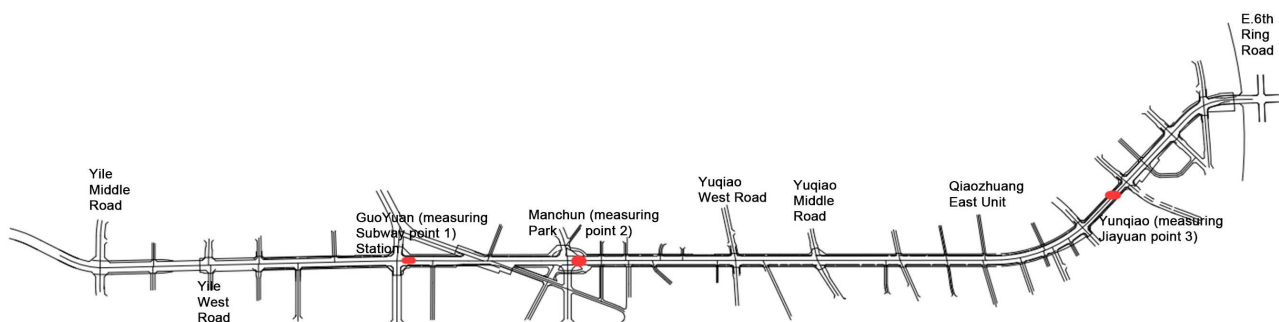 E.6th
Ring
Road
Yile
Middle
Road
Yile
West
Road
GuoYuan (measuring
Subway point 1)
Station
Manchun (measuring
Park point 2)
Yuqiao
West Road
Yuqiao
Middle
Road
Qiaozhuang
East Unit
Yunqiao (measuring
Jiayuan point 3)